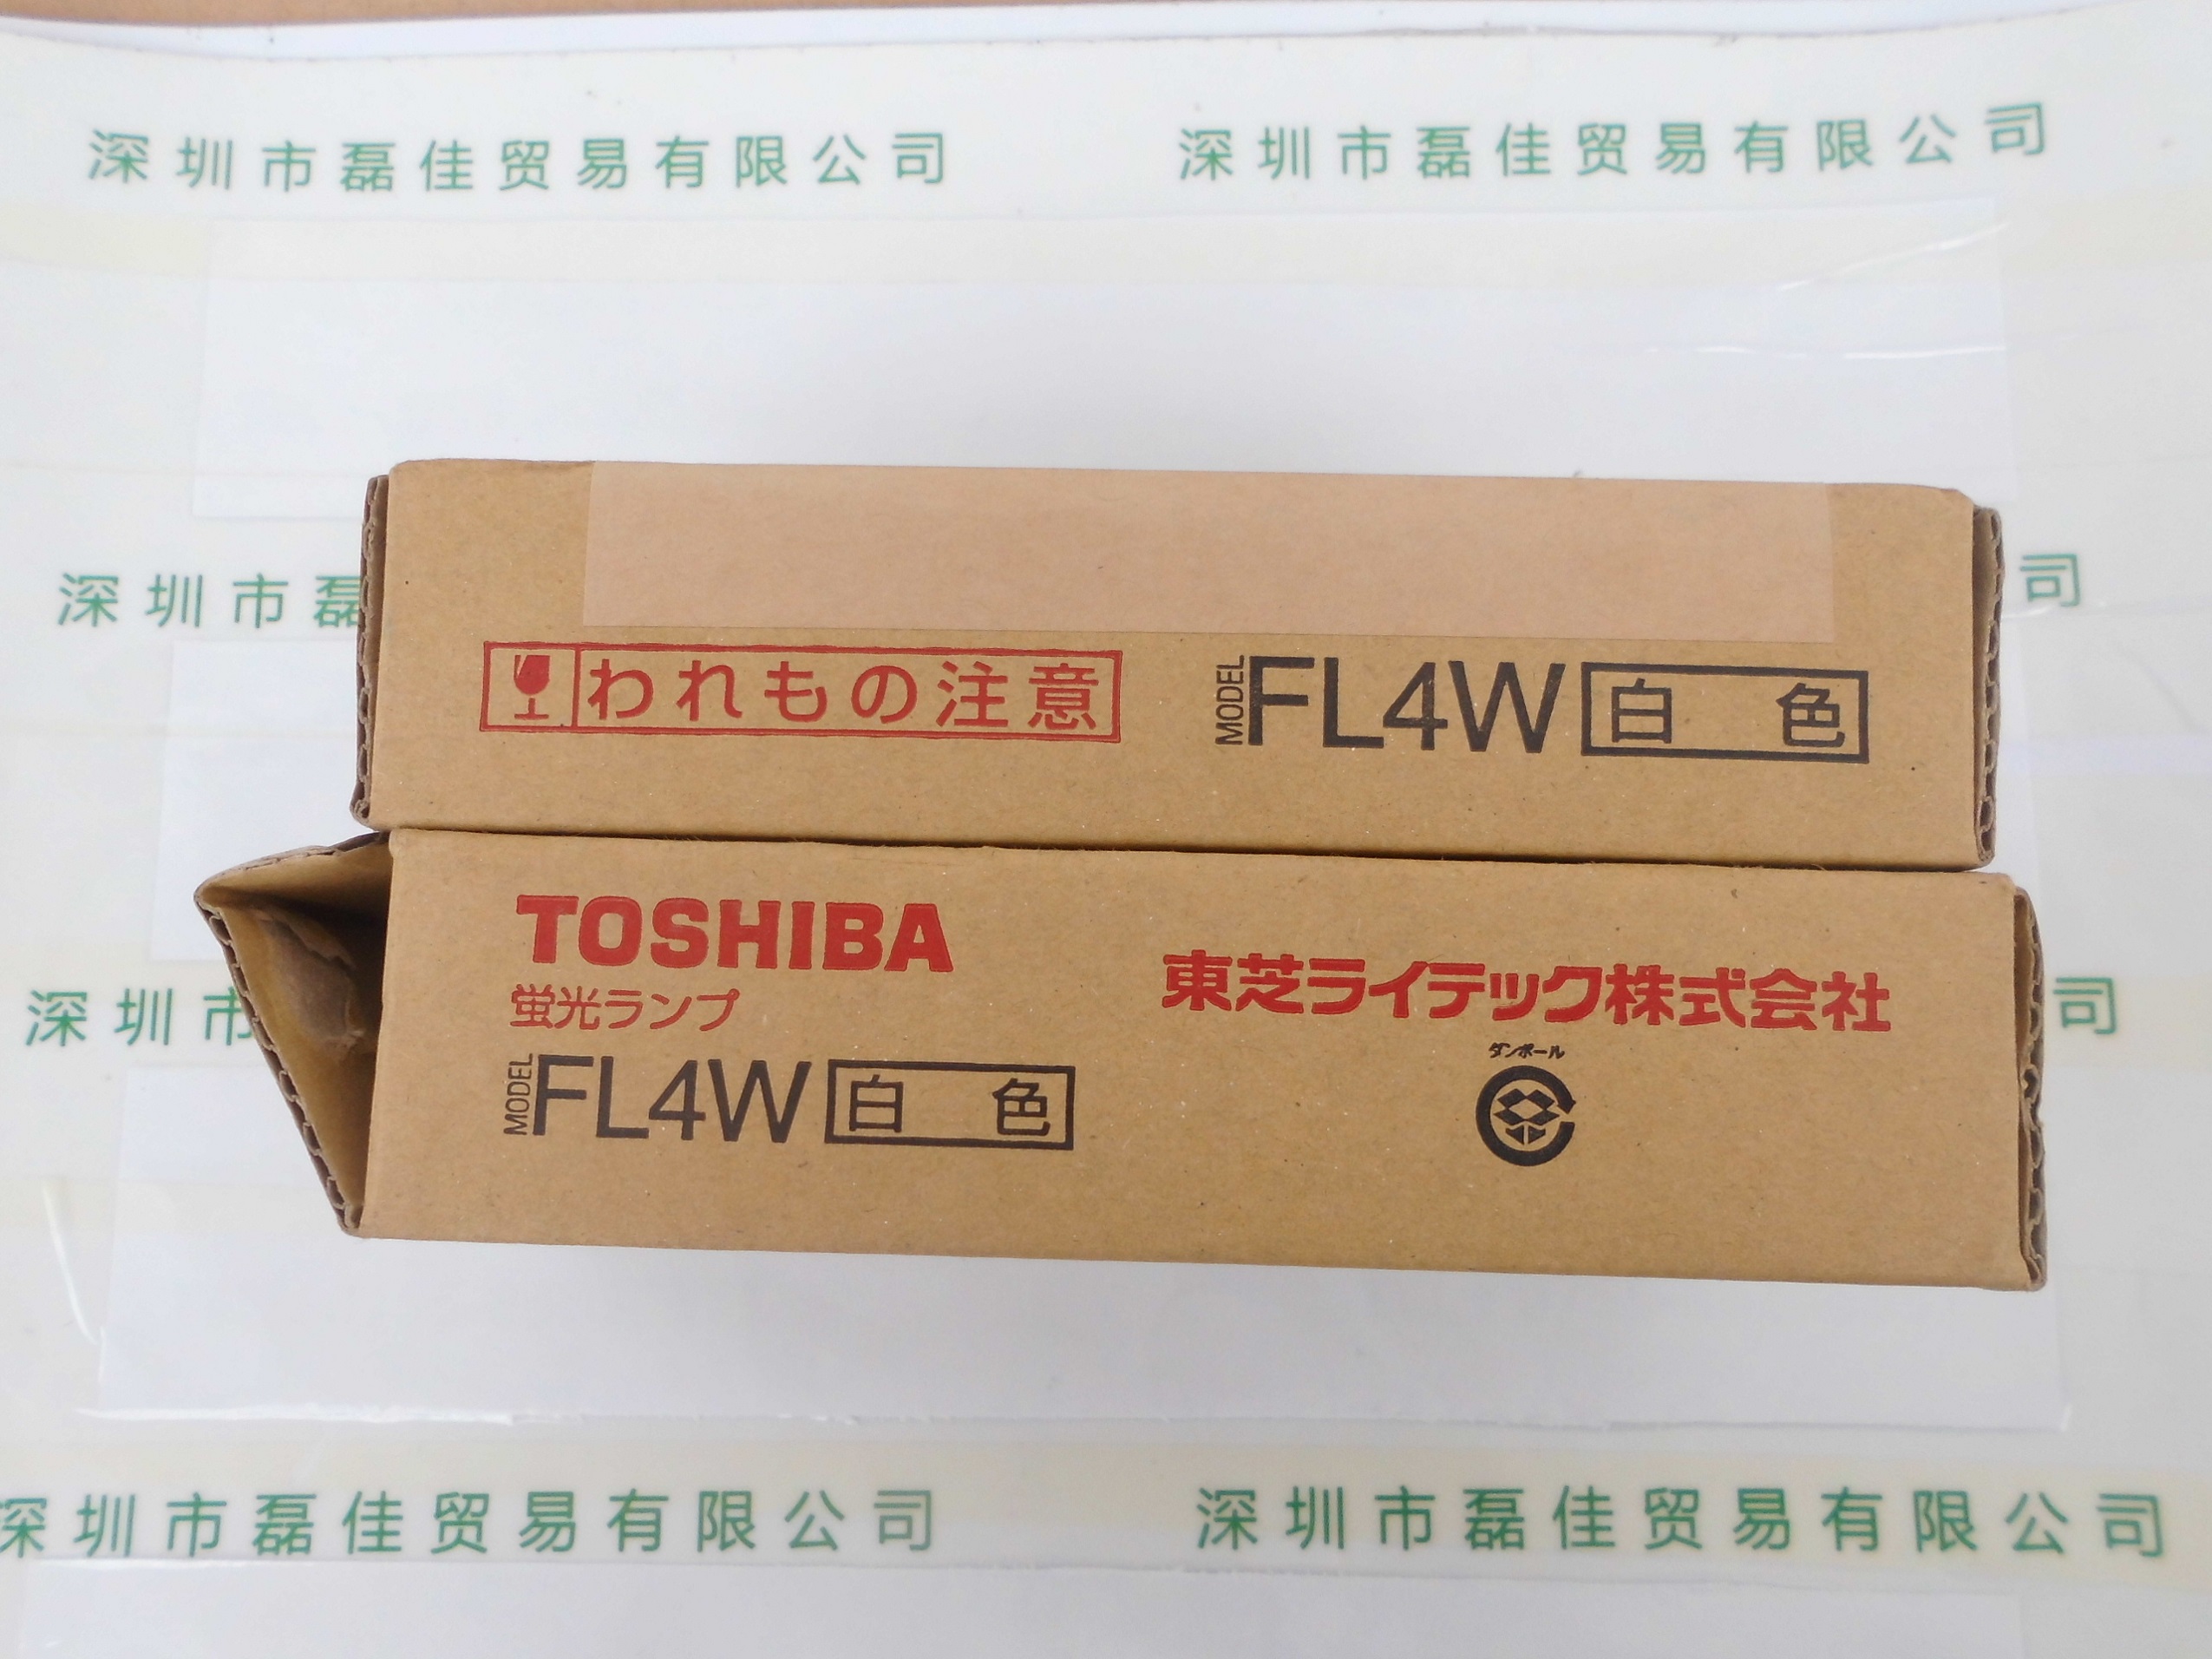 深圳市磊佳贸易有限公司 深圳市磊佳贸易有限公司
深圳市磊 司
われもの注意 MODEL FL4W 白色
TOSHIBA
蛍光ランプ
東芝ライテック株式会社
MODEL FL4W 白色
ダンボール
深圳市 司
深圳市磊佳贸易有限公司 深圳市磊佳贸易有限公司